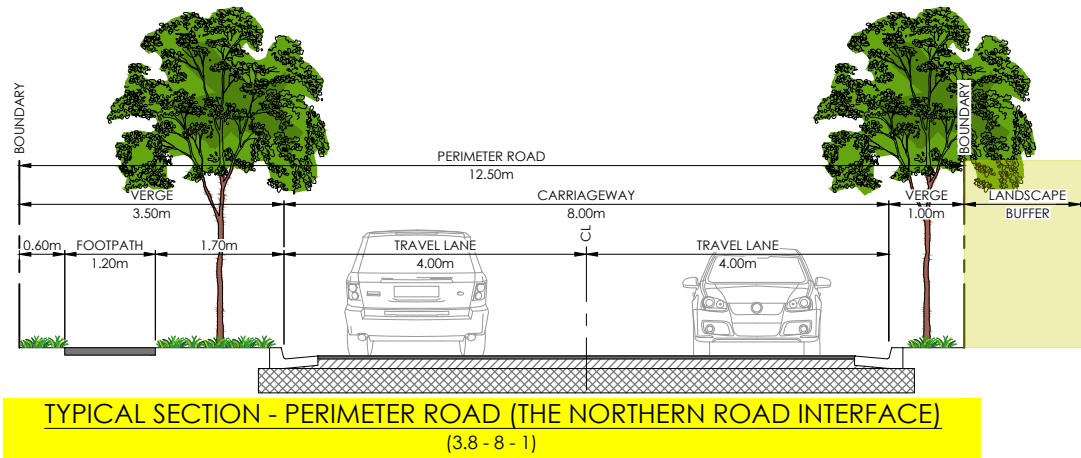 BOUNDARY
BOUNDARY
PERIMETER ROAD
12.50m
VERGE
3.50m
CARRIAGEWAY
8.00m
VERGE
1.00m
LANDSCAPE
BUFFER
0.60m
FOOTPATH
1.20m
1.70m
TRAVEL LANE
4.00m
CL
TRAVEL LANE
4.00m
TYPICAL SECTION - PERIMETER ROAD (THE NORTHERN ROAD INTERFACE)
(3.8 - 8 - 1)